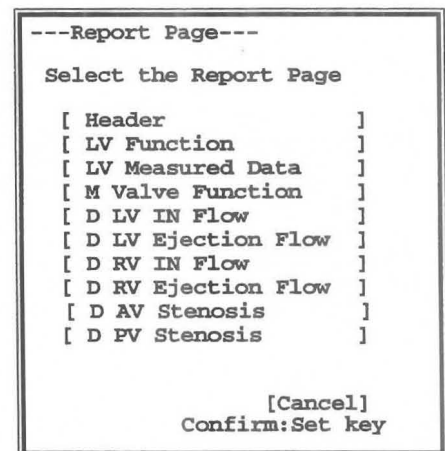 ---Report Page---
Select the Report Page
[ Header ]
[ LV Function ]
[ LV Measured Data ]
[ M Valve Function ]
[ D LV IN Flow ]
[ D LV Ejection Flow ]
[ D RV IN Flow ]
[ D RV Ejection Flow ]
[ D AV Stenosis ]
[ D PV Stenosis ]
[Cancel]
Confirm:Set key